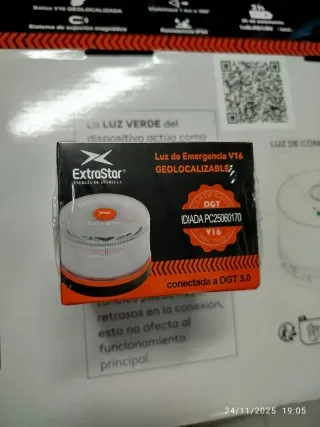 Baliza V16 GEOLOCALIZADA
Sistema de sujeción magnético
La LUZ VERDE del
dispositivo actúa como
LUZ DE CON
ExtraStar
ENERGÍA DE ESTRELLA
Luz de Emergencia V16
GEOLOCALIZABLE
DGT
IDIADA PC25060170
V16
conectada a DGT 3.0
retrasos en la conexión,
esto no afecta al
funcionamiento
principal.
24/11/2025 19:05